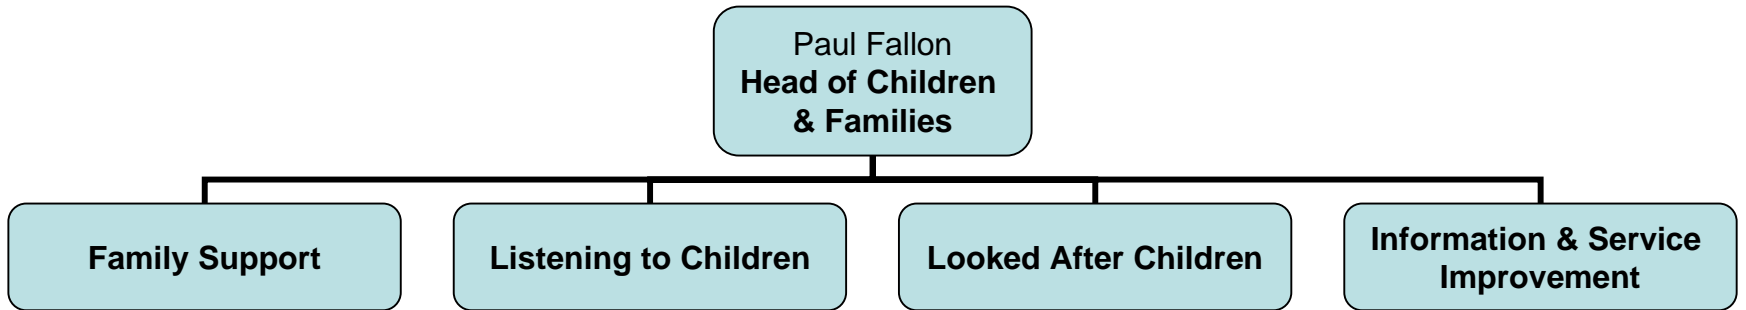 Paul Fallon
Head of Children
& Families
Family Support
Listening to Children
Looked After Children
Information & Service
Improvement